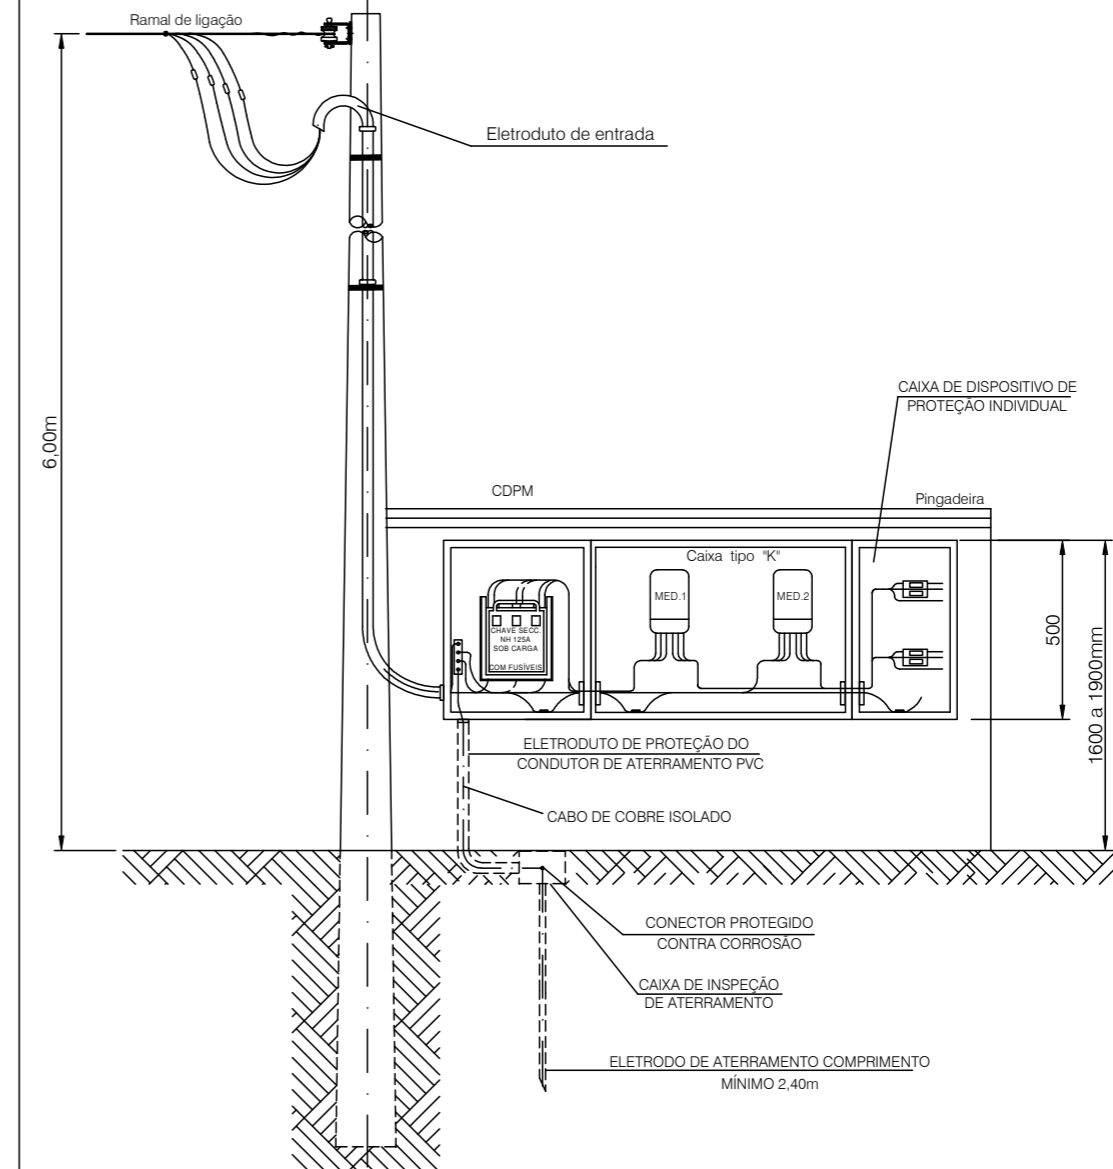 Ramal de ligação
Eletroduto de entrada
6,00m
CAIXA DE DISPOSITIVO DE
PROTEÇÃO INDIVIDUAL
CDPM
Pingadeira
Caixa tipo "K"
MED.1
MED.2
CHAVE SECC.
NH 125A
SOB CARGA
COM FUSÍVEIS
500
1600 a 1900mm
ELETRODUTO DE PROTEÇÃO DO
CONDUTOR DE ATERRAMENTO PVC
CABO DE COBRE ISOLADO
CONECTOR PROTEGIDO
CONTRA CORROSÃO
CAIXA DE INSPEÇÃO
DE ATERRAMENTO
ELETRODO DE ATERRAMENTO COMPRIMENTO
MÍNIMO 2,40m